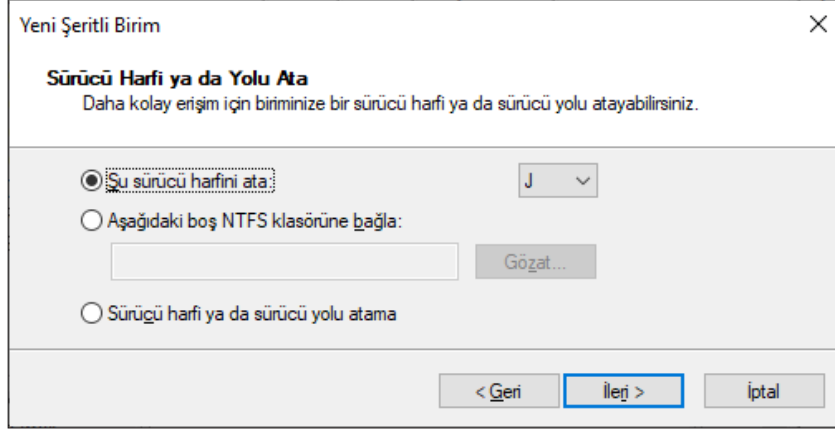 Yeni Şeritli Birim
Sürücü Harfi ya da Yolu Ata
Daha kolay erişim için biriminize bir sürücü harfi ya da sürücü yolu atayabilirsiniz.
Şu sürücü harfini ata: J
Aşağıdaki boş NTFS klasörüne bağla:
Gözat...
Sürücü harfi ya da sürücü yolu atama
< Geri İleri > İptal